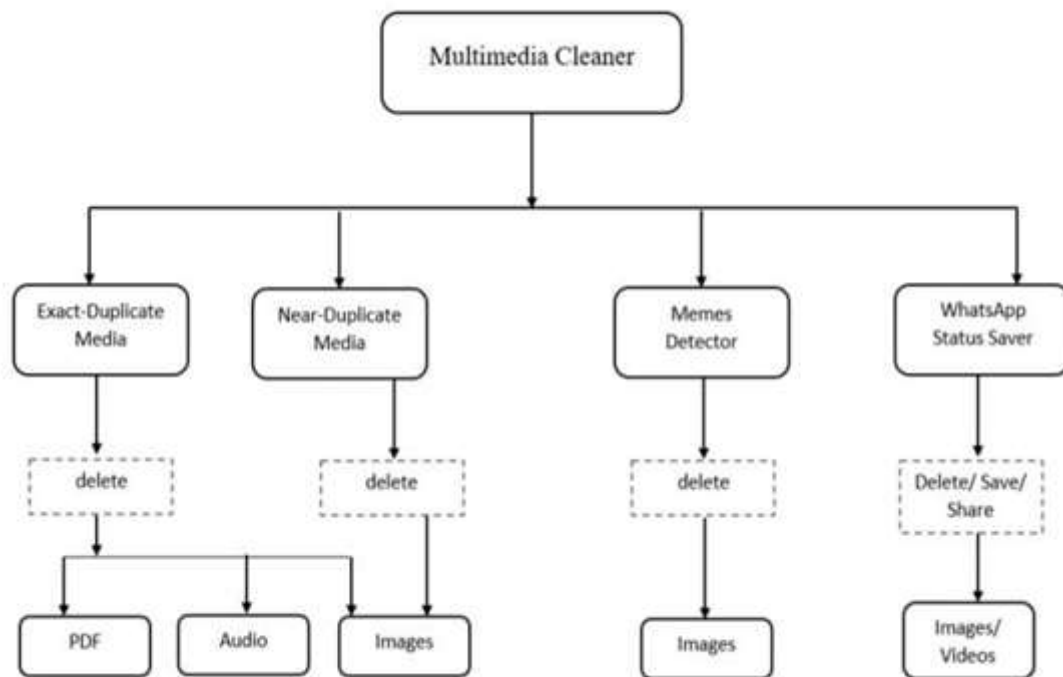 Multimedia Cleaner
Exact-Duplicate
Media
Near-Duplicate
Media
Memes
Detector
WhatsApp
Status Saver
delete
delete
delete
Delete/ Save/
Share
PDF
Audio
Images
Images
Images/
Videos